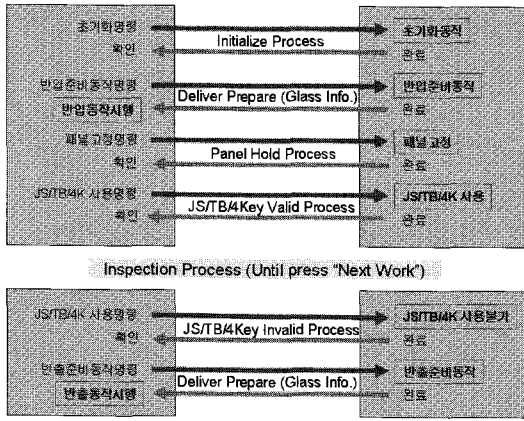 초기화명령
초기화동작
Initialize Process
확인
완료
반입준비동작명령
반입준비동작
Deliver Prepare (Glass Info.)
반입동작시행
완료
패널고정명령
패널 고정
Panel Hold Process
확인
완료
JS/TB/4K 사용명령
JS/TB/4K 사용
JS/TB/4Key Valid Process
확인
완료
Inspection Process (Until press "Next Work")
JS/TB/4K 사용명령
JS/TB/4K 사용불가
JS/TB/4Key Invalid Process
확인
완료
반출준비동작명령
반출준비동작
Deliver Prepare (Glass Info.)
반출동작시행
완료